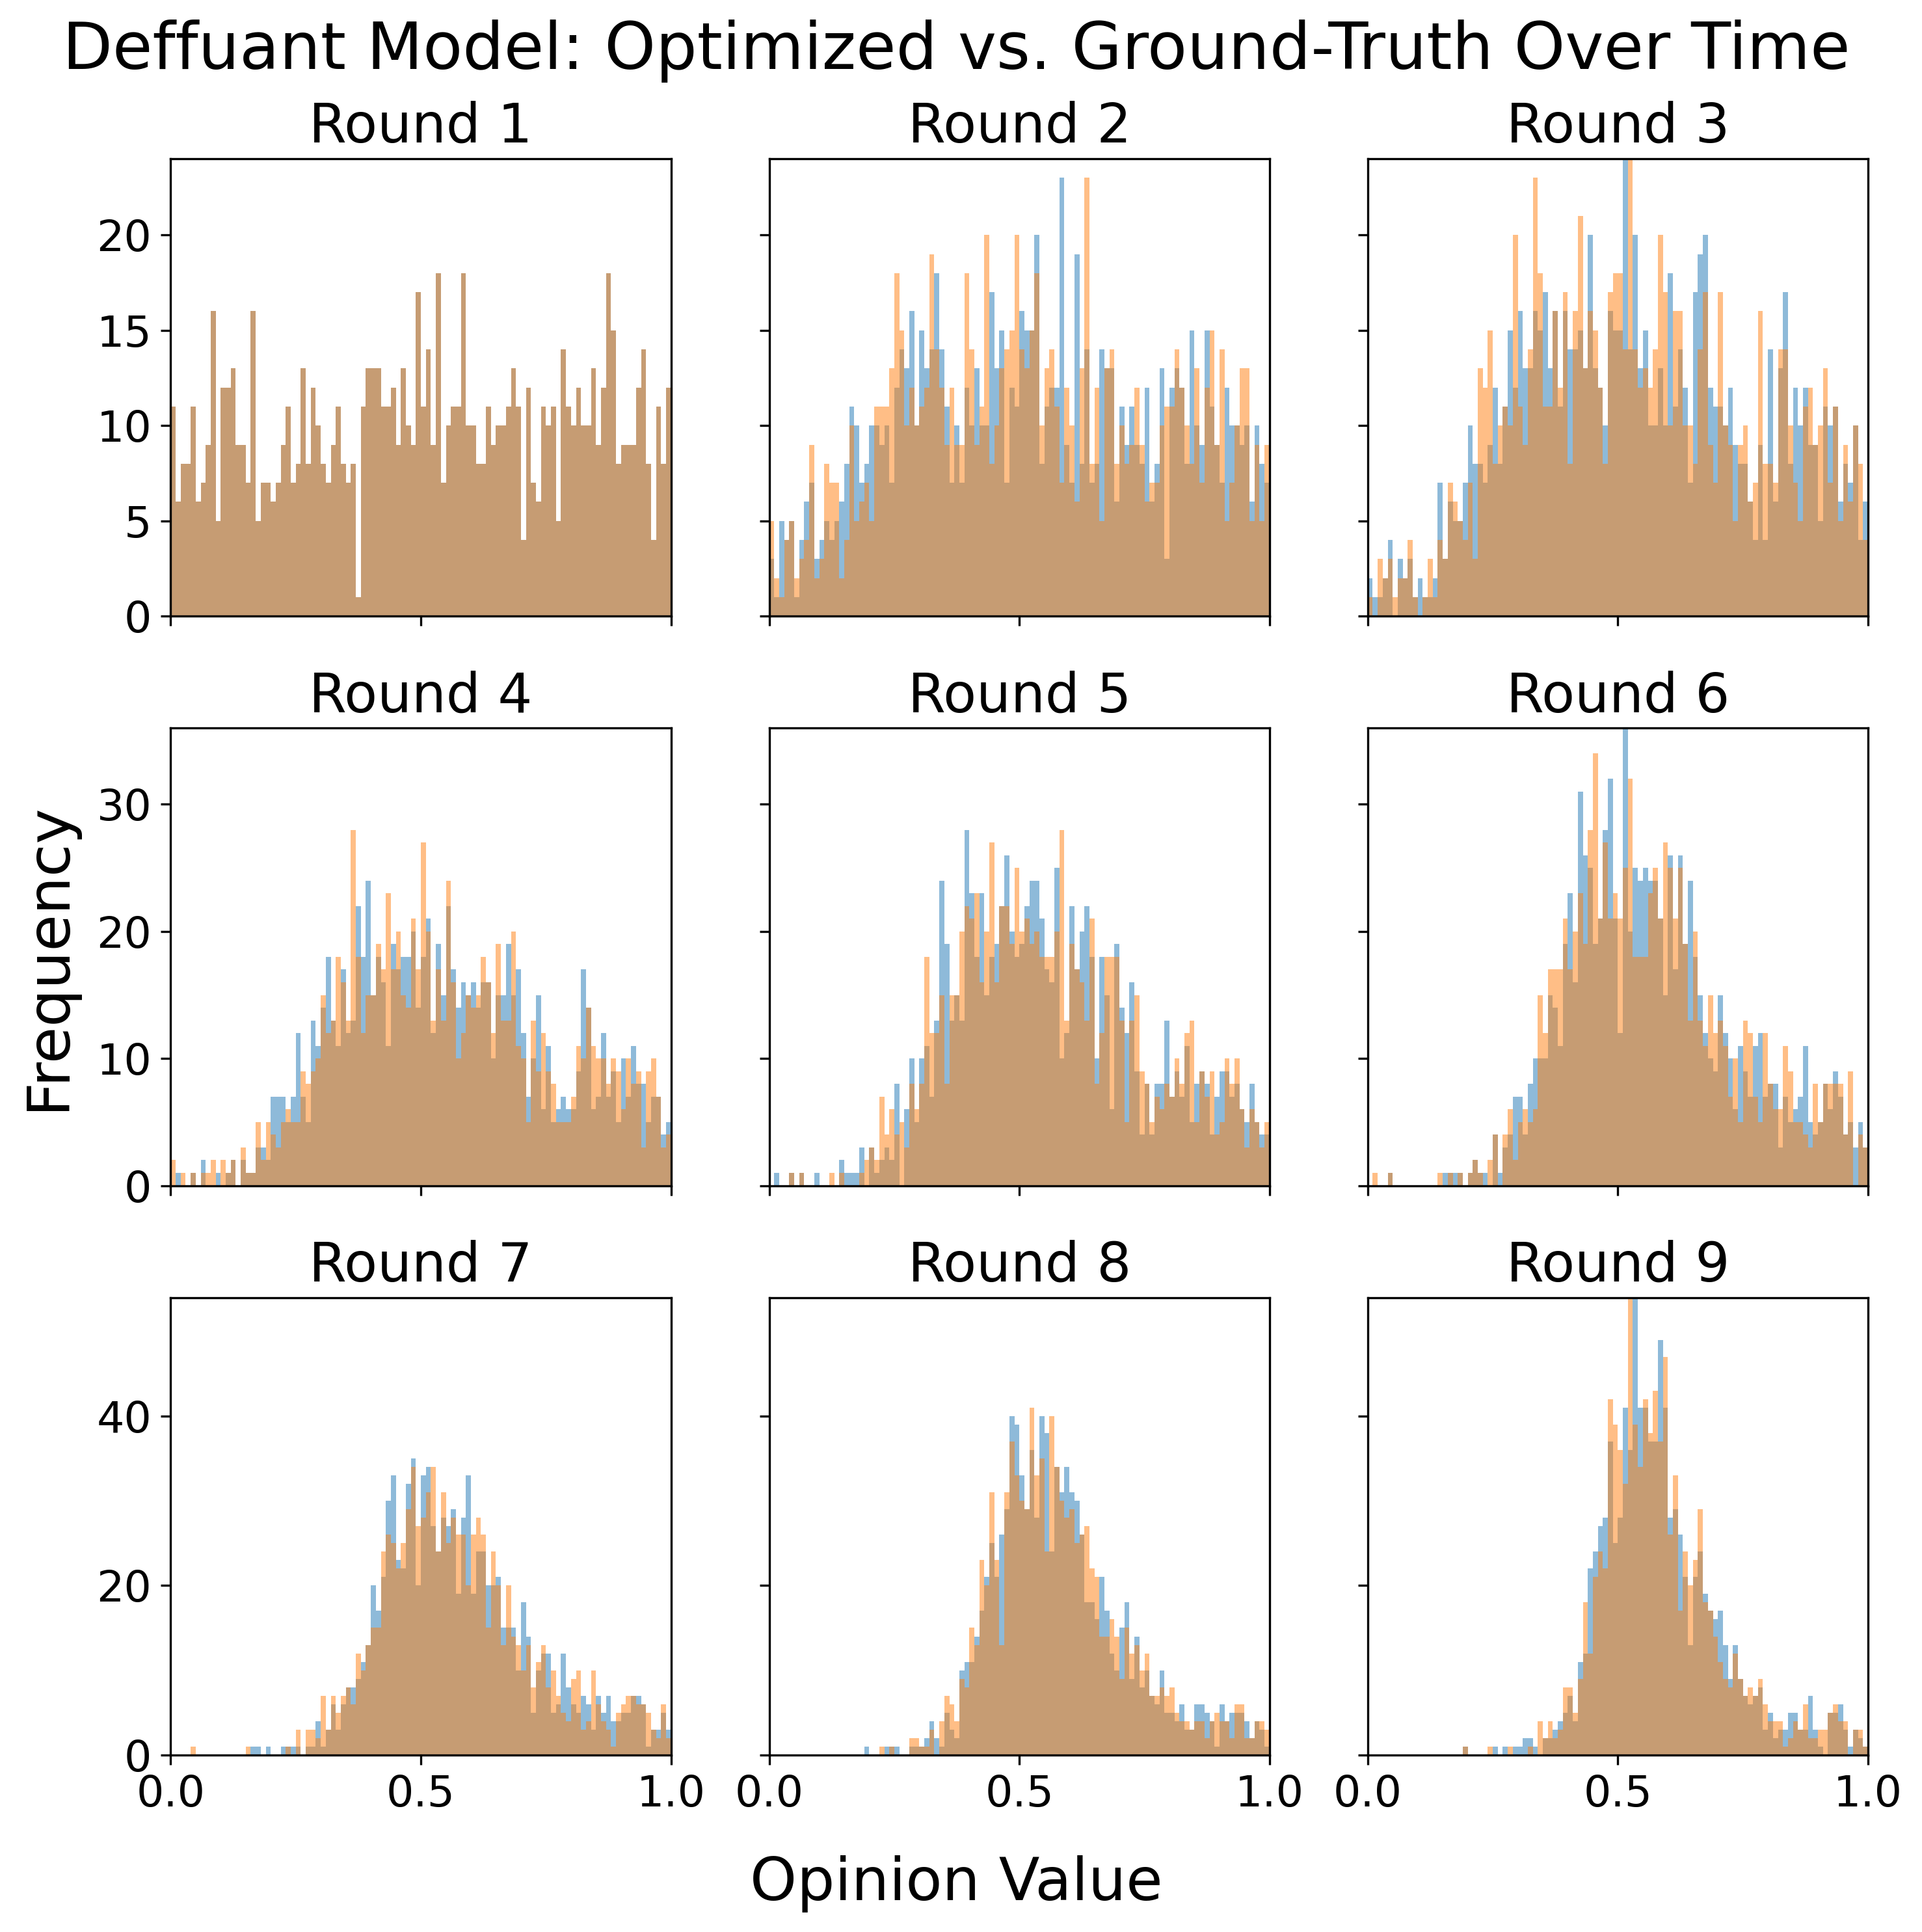 Deffuant Model: Optimized vs. Ground-Truth Over Time
Round 1 Round 2 Round 3
20
15
10
5
0
Round 4 Round 5 Round 6
30
20
10
0
Frequency
Round 7 Round 8 Round 9
40
20
0
0.0 0.5 1.0 0.0 0.5 1.0 0.0 0.5 1.0
Opinion Value